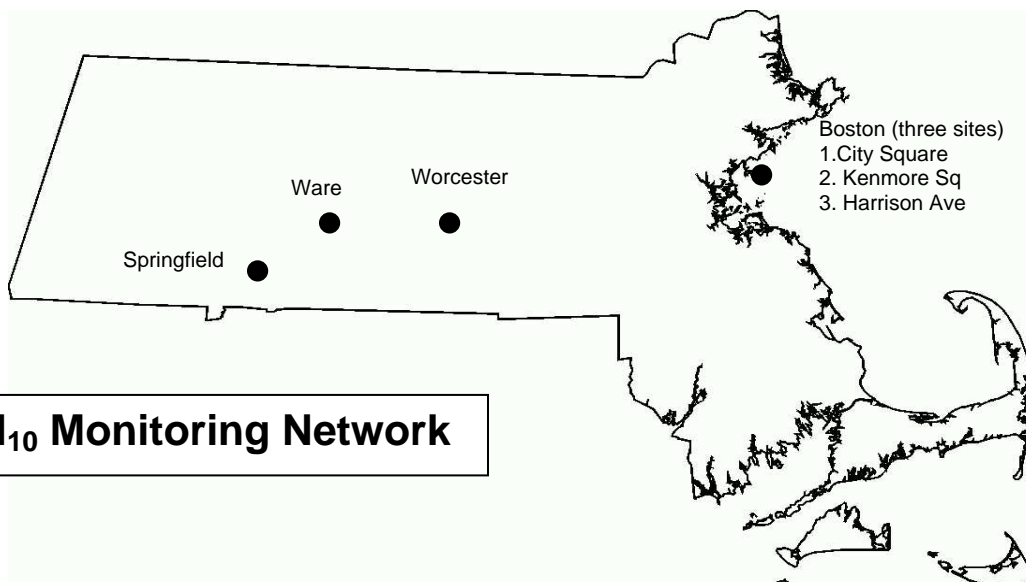 Boston (three sites)
1.City Square
2. Kenmore Sq
3. Harrison Ave
Ware
Worcester
Springfield
10 Monitoring Network